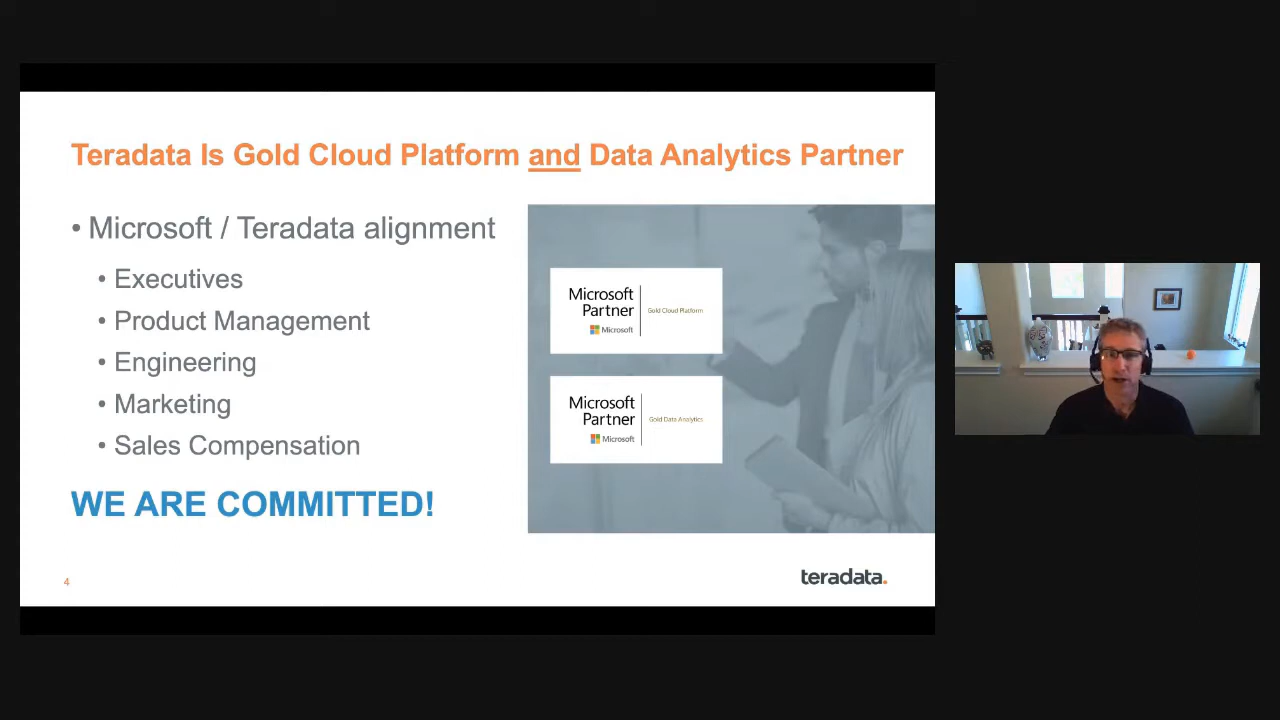 Teradata Is Gold Cloud Platform and Data Analytics Partner
• Microsoft / Teradata alignment
• Executives
• Product Management
• Engineering
• Marketing
• Sales Compensation
WE ARE COMMITTED!
Microsoft
Partner
Gold Cloud Platform
Microsoft
Microsoft
Partner
Gold Data Analytics
Microsoft
4
teradata.